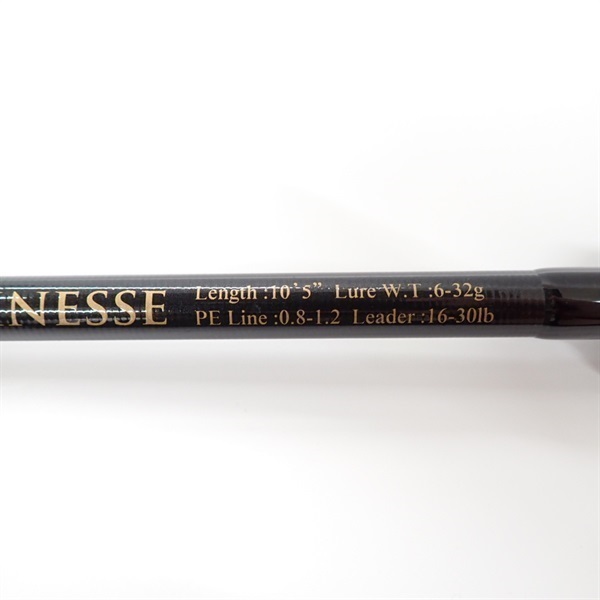 NESSE
Length :10`5” Lure W.T :6-32g
PE Line :0.8-1.2 Leader :16-30lb